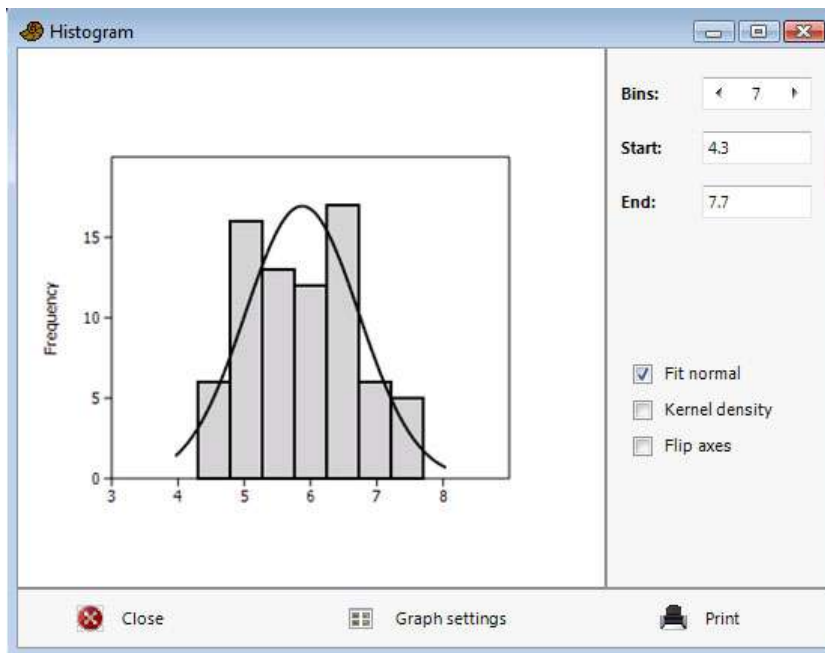 Histogram
Bins: 7
Start: 4.3
End: 7.7
Frequency
15
10
5
0
3 4 5 6 7 8
Fit normal
Kernel density
Flip axes
Close Graph settings Print